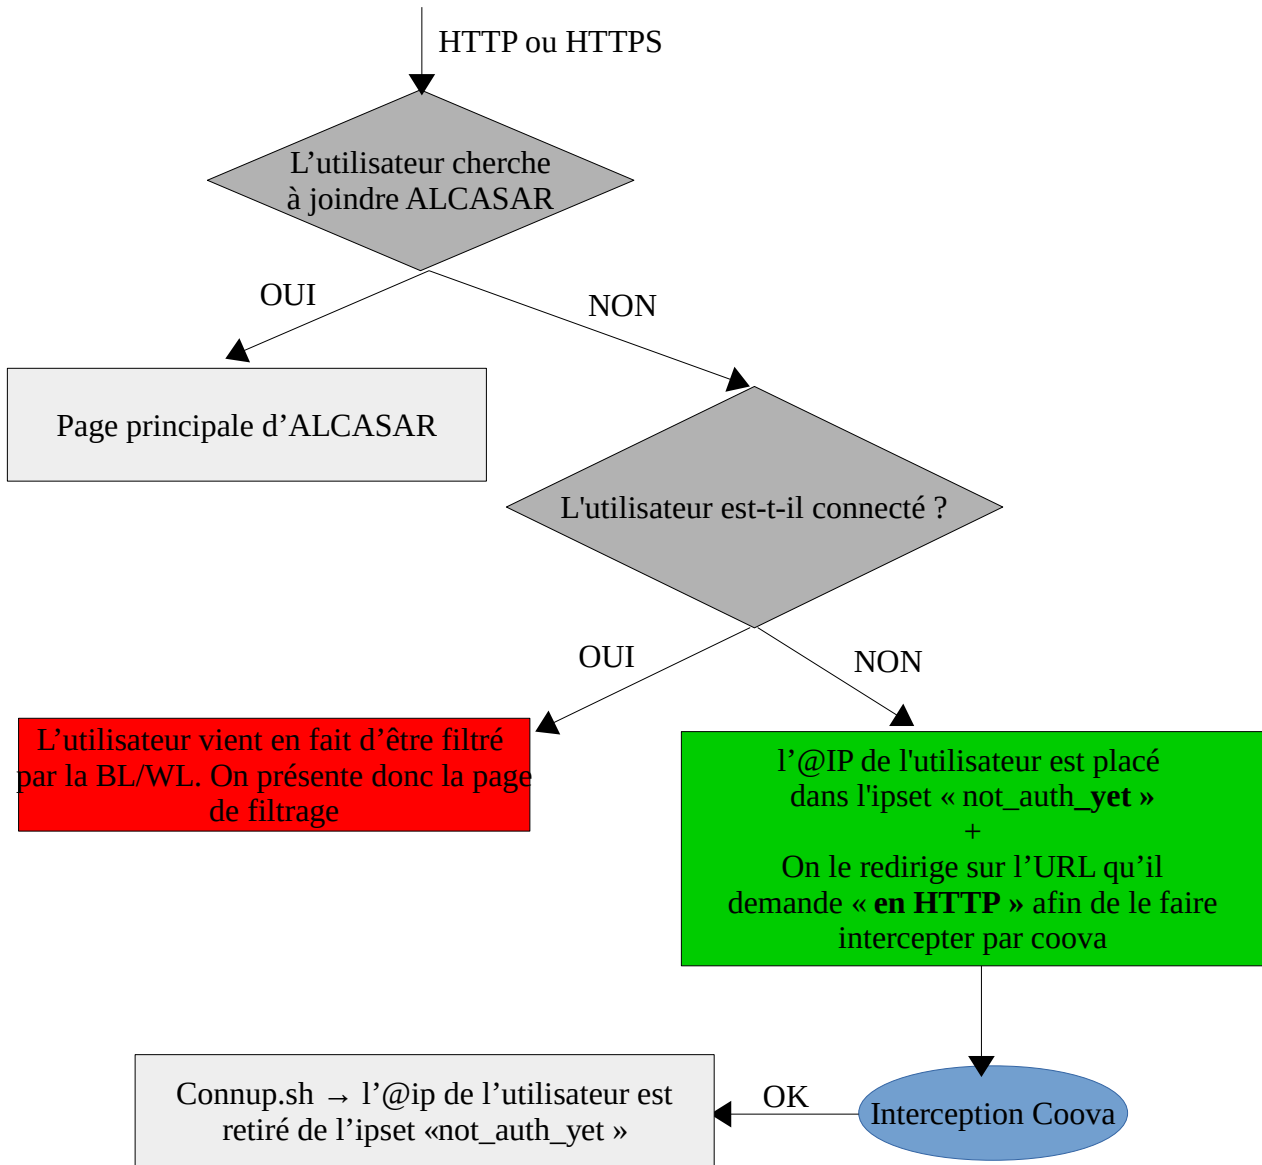 HTTP ou HTTPS
L’utilisateur cherche
à joindre ALCASAR
OUI
NON
Page principale d’ALCASAR
L'utilisateur est-t-il connecté ?
OUI
NON
L’utilisateur vient en fait d’être filtré
par la BL/WL. On présente donc la page
de filtrage
l’@IP de l'utilisateur est placé
dans l'ipset « not_auth_yet »
+
On le redirige sur l’URL qu’il
demande « en HTTP » afin de le faire
intercepter par coova
Connup.sh → l’@ip de l’utilisateur est
retiré de l’ipset «not_auth_yet »
OK
Interception Coova